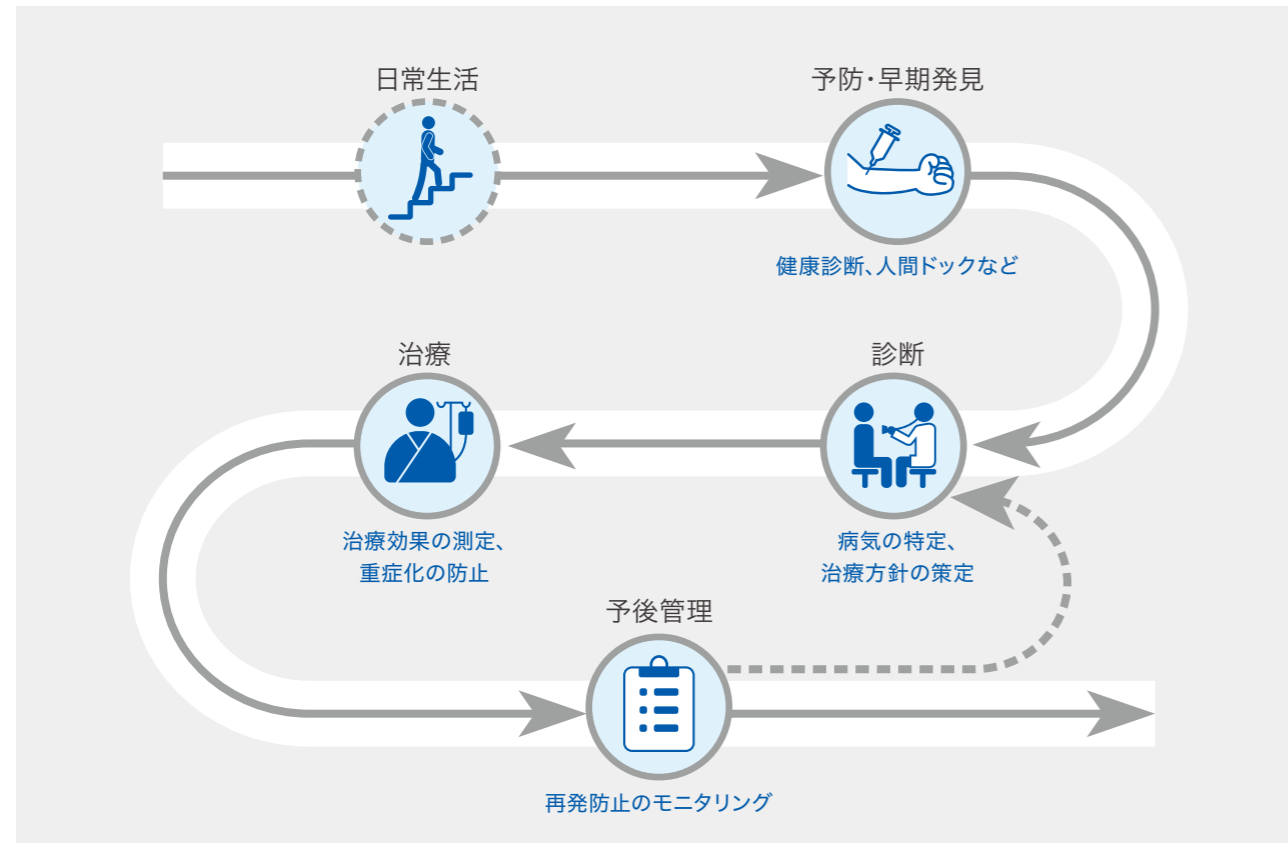 日常生活
予防・早期発見
健康診断、人間ドックなど
診断
病気の特定、
治療方針の策定
治療
治療効果の測定、
重症化の防止
予後管理
再発防止のモニタリング